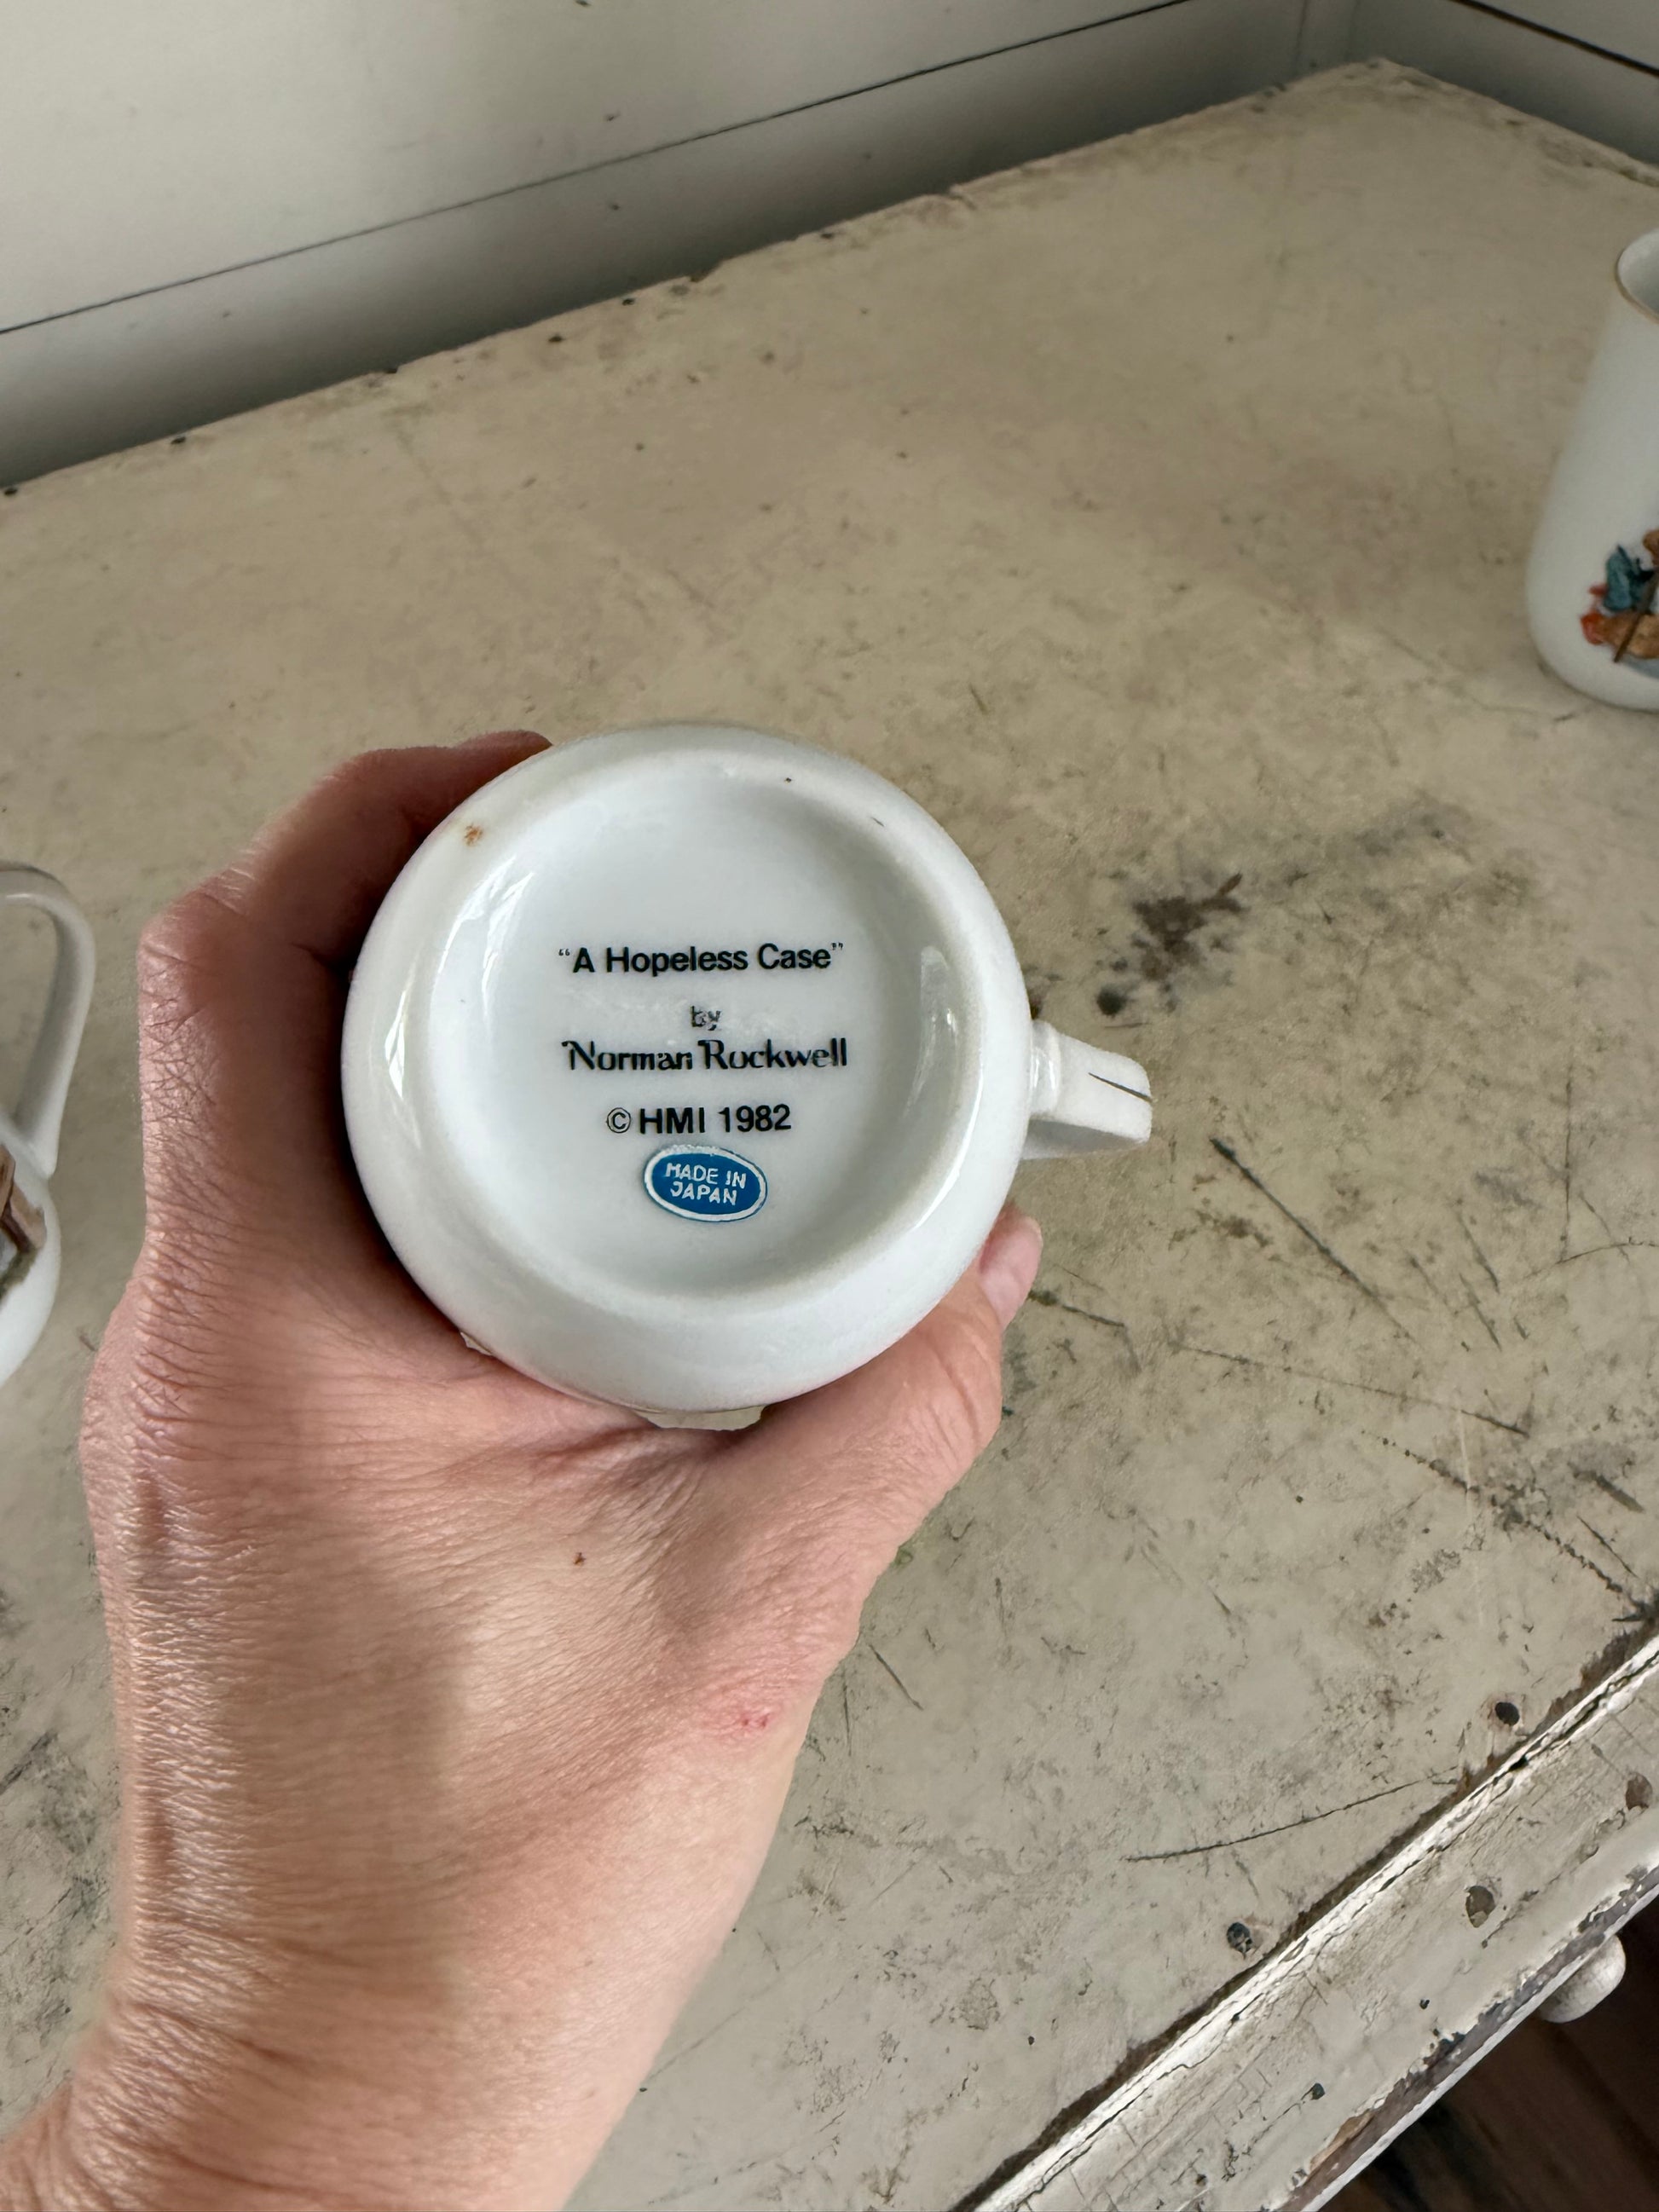 “A Hopeless Case”
by
Norman Rockwell
© HMI 1982
MADE IN
JAPAN